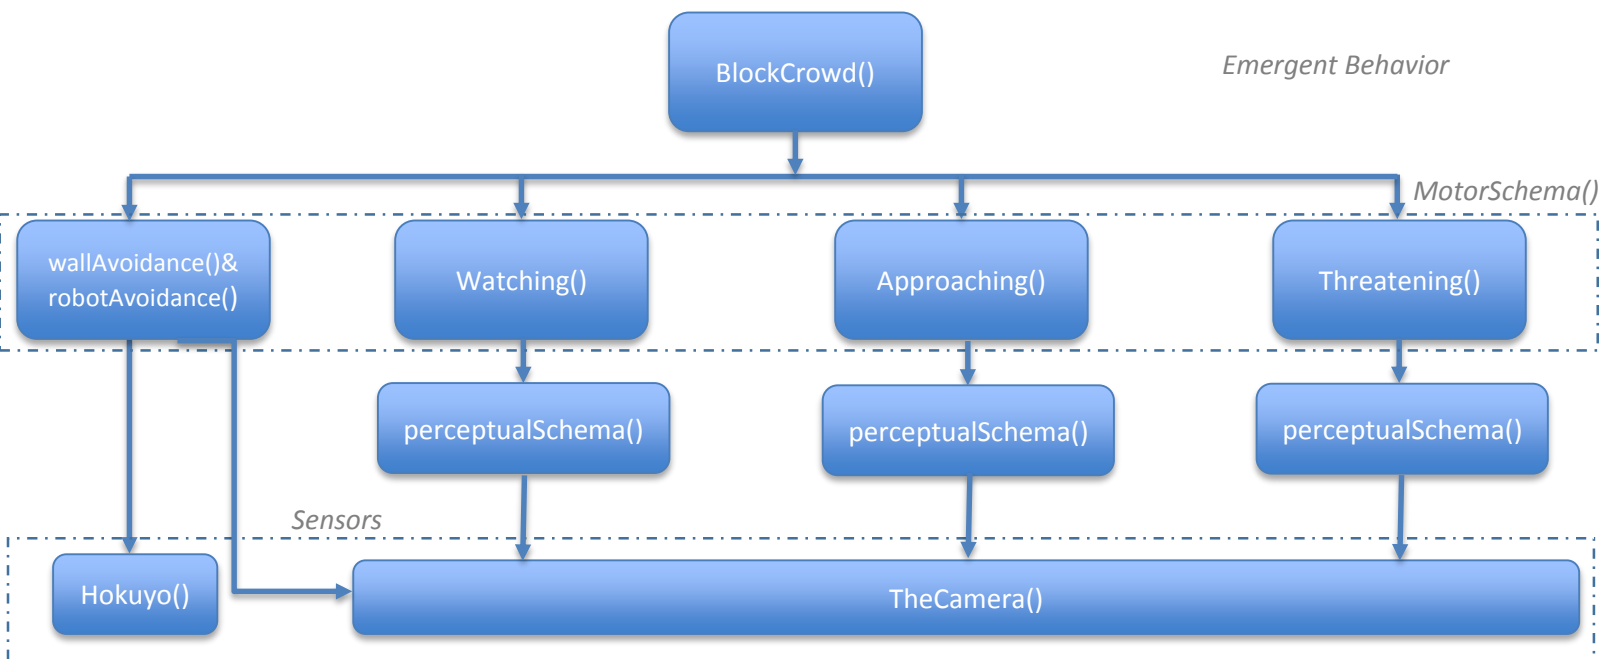 BlockCrowd()
Emergent Behavior
MotorSchema()
wallAvoidance()&
robotAvoidance()
Watching()
Approaching()
Threatening()
perceptualSchema()
perceptualSchema()
perceptualSchema()
Sensors
Hokuyo()
TheCamera()